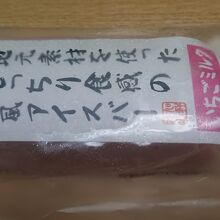 地元素材を使った
っちり食感の
風アイスバー
いちごミルク